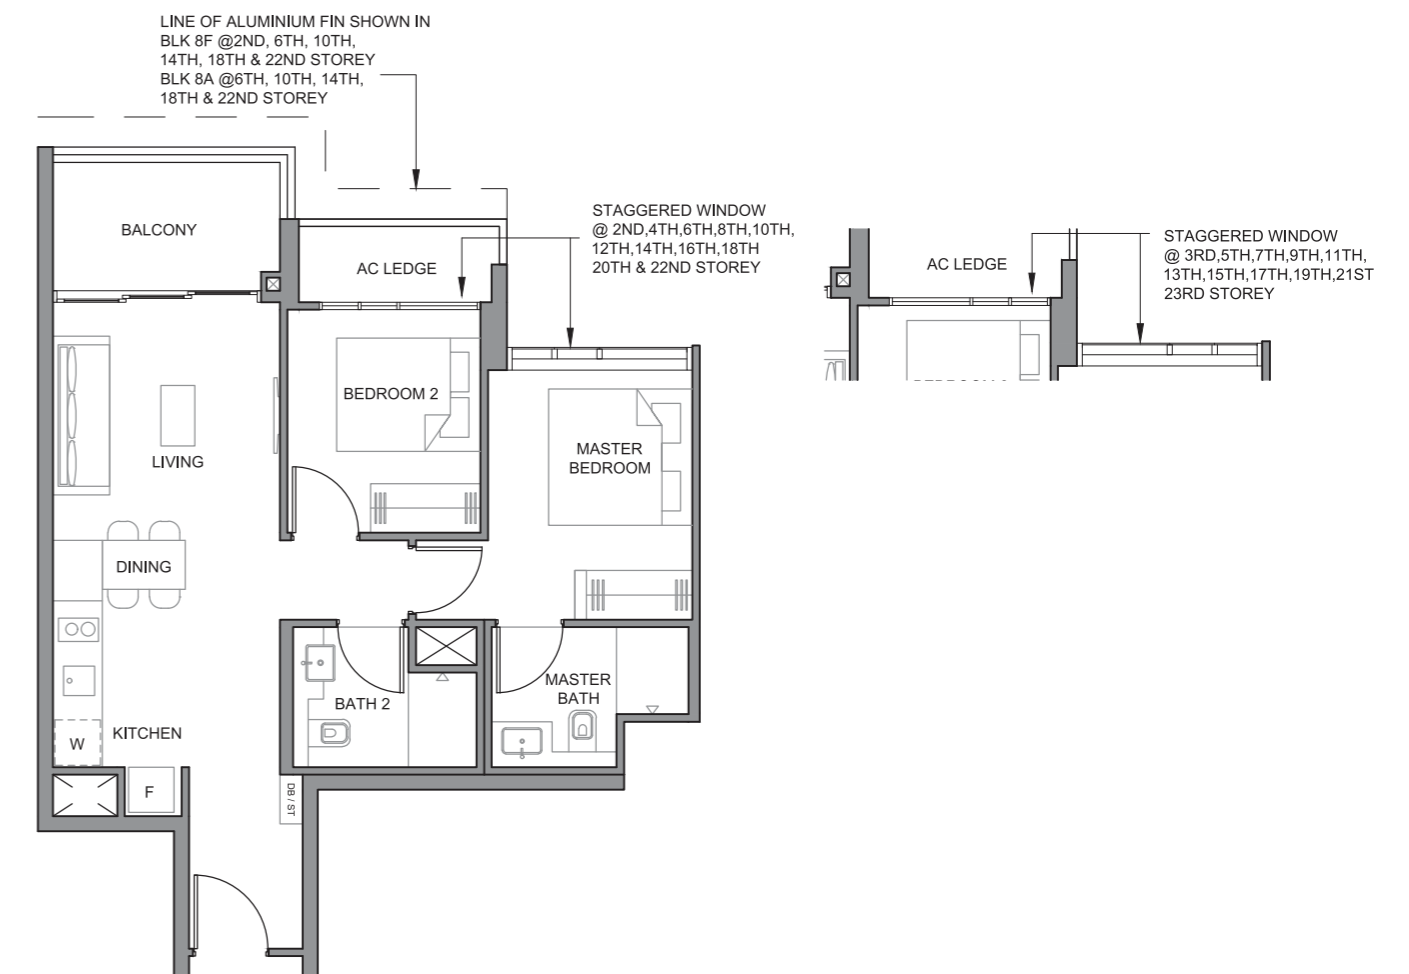 LINE OF ALUMINIUM FIN SHOWN IN
BLK 8F @2ND, 6TH, 10TH,
14TH, 18TH & 22ND STOREY
BLK 8A @6TH, 10TH, 14TH,
18TH & 22ND STOREY
STAGGERED WINDOW
@ 2ND,4TH,6TH,8TH,10TH,
12TH,14TH,16TH,18TH
20TH & 22ND STOREY
BALCONY
AC LEDGE
BEDROOM 2
LIVING
MASTER
BEDROOM
DINING
BATH 2
MASTER
BATH
KITCHEN
W
F
DB / ST
AC LEDGE
STAGGERED WINDOW
@ 3RD,5TH,7TH,9TH,11TH,
13TH,15TH,17TH,19TH,21ST
23RD STOREY